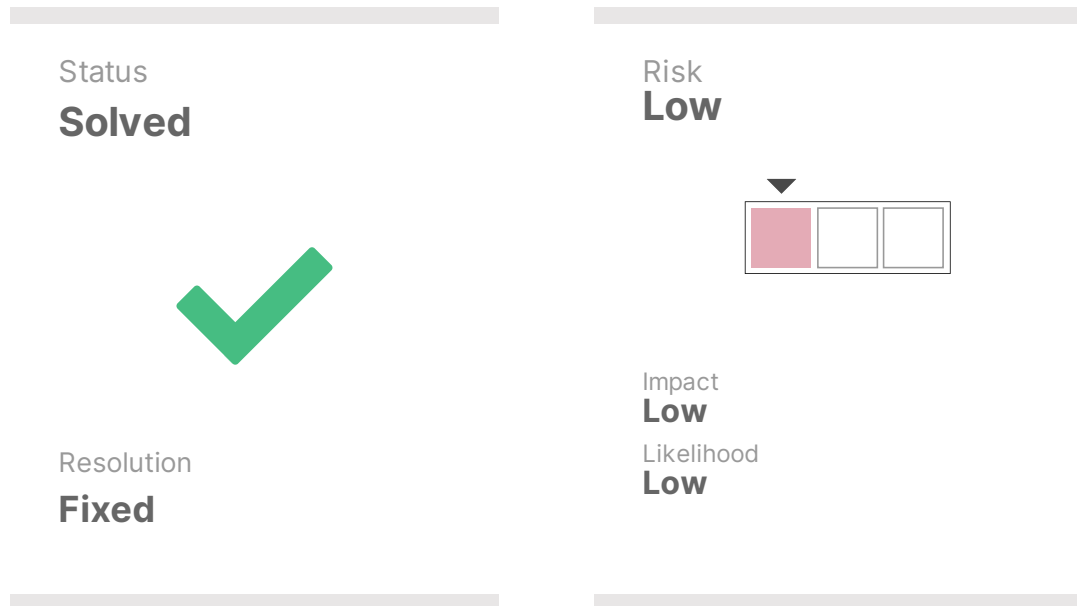 Status
Solved
Resolution
Fixed
Risk
Low
Impact
Low
Likelihood
Low